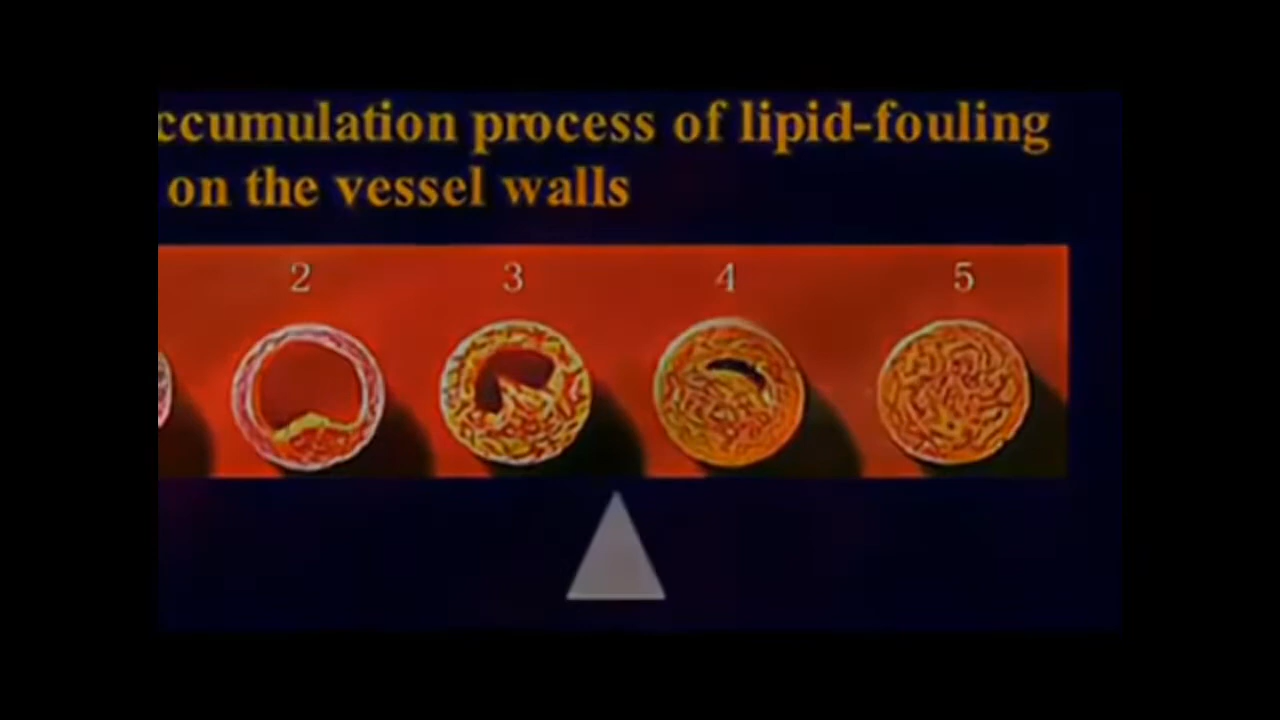 ccumulation process of lipid-fouling
on the vessel walls
2 3 4 5